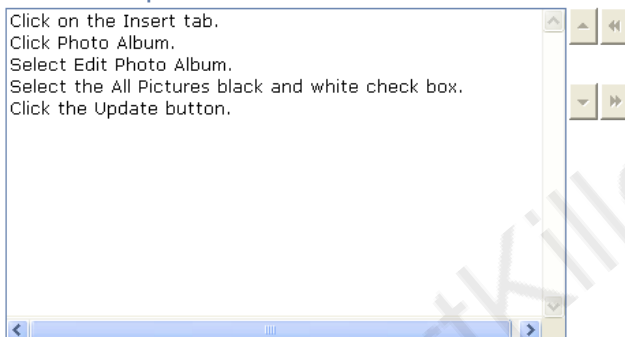 Click on the Insert tab.
Click Photo Album.
Select Edit Photo Album.
Select the All Pictures black and white check box.
Click the Update button.